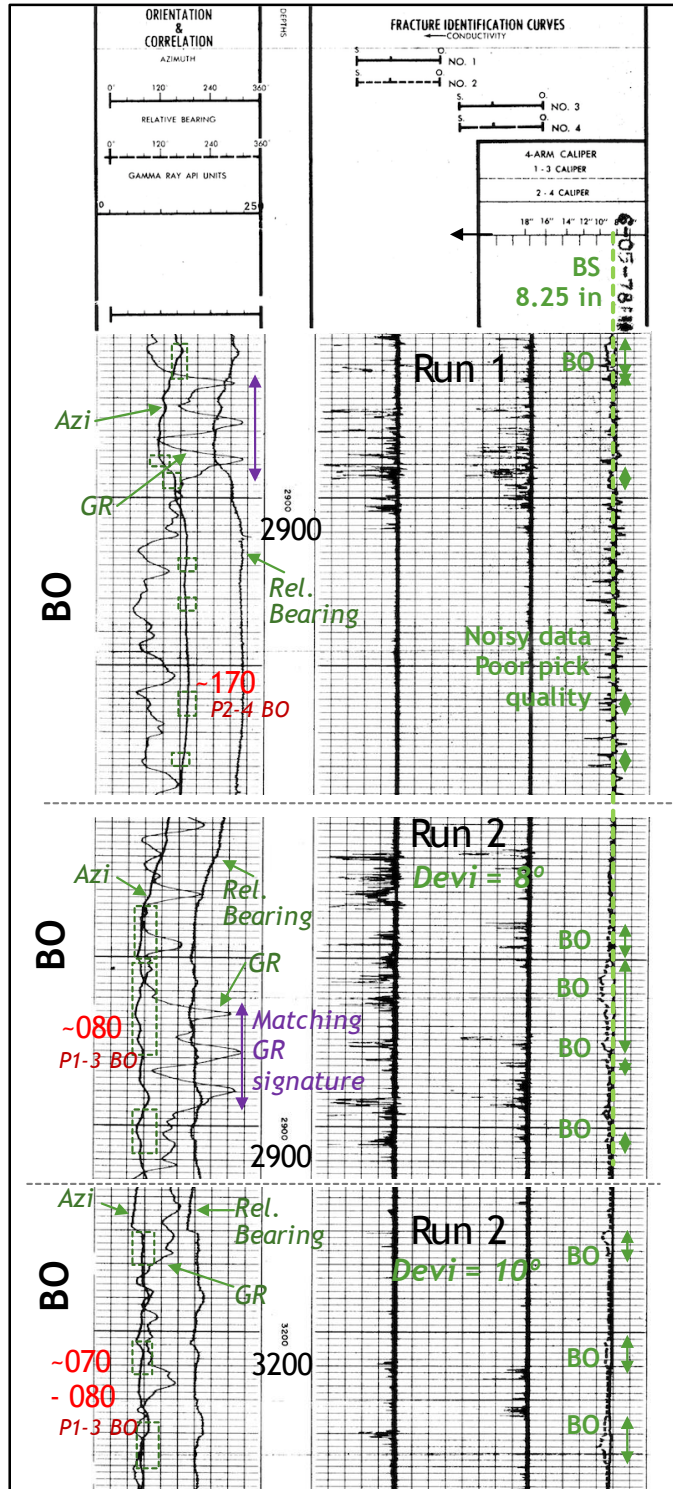 ORIENTATION
&
CORRELATION
AZIMUTH
0° 120 240 360°
RELATIVE BEARING
0° 120 240 360°
GAMMA RAY API UNITS
0 250
DEPTHS
FRACTURE IDENTIFICATION CURVES
←CONDUCTIVITY
S. O. NO. 1
S. O. NO. 2
S. O. NO. 3
S. O. NO. 4
4-ARM CALIPER
1 - 3 CALIPER
2 - 4 CALIPER
18" 16" 14" 12" 10"
BS
8.25 in
Run 1
BO
Azi
GR
2900
2900
Rel.
Bearing
BO
~170
P2-4 BO
Noisy data
Poor pick
quality
Run 2
Devi = 8°
Azi
Rel.
Bearing
BO
GR
BO
BO
~080
P1-3 BO
Matching
GR
signature
BO
BO
2900
2900
Azi
Rel.
Bearing
Run 2
Devi = 10°
BO
GR
BO
3200
3200
~070
- 080
P1-3 BO
BO
BO